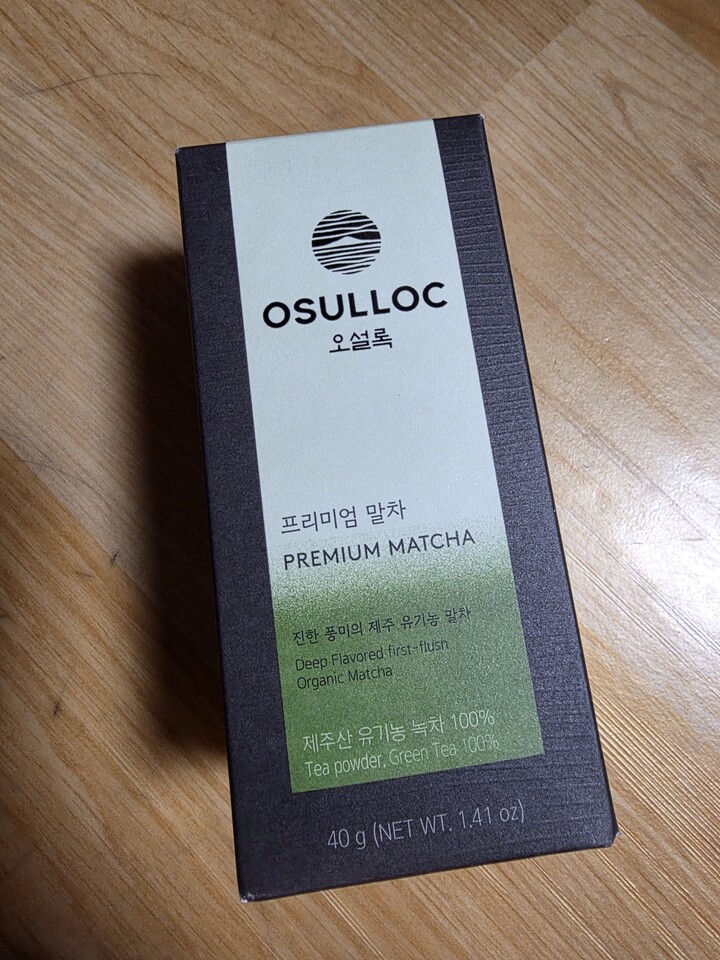 OSULLOC
오설록
프리미엄 말차
PREMIUM MATCHA
진한 풍미의 제주 유기농 말차
Deep Flavored first-flush
Organic Matcha
제주산 유기농 녹차 100%
Tea powder, Green Tea 100%
40 g (NET WT. 1.41 oz)